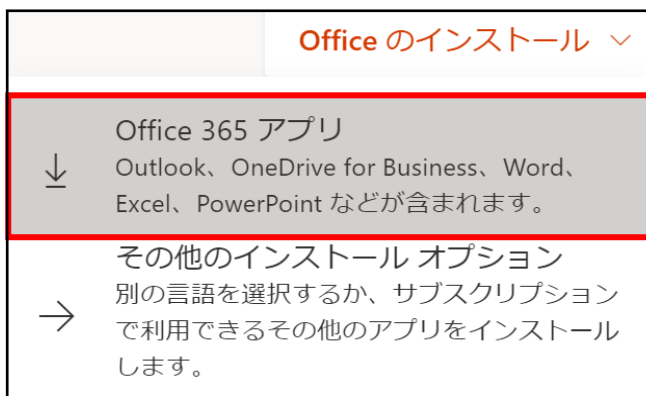 Office のインストール
Office 365 アプリ
Outlook、OneDrive for Business、Word、
Excel、PowerPoint などが含まれます。
その他のインストール オプション
別の言語を選択するか、サブスクリプション
で利用できるその他のアプリをインストール
します。